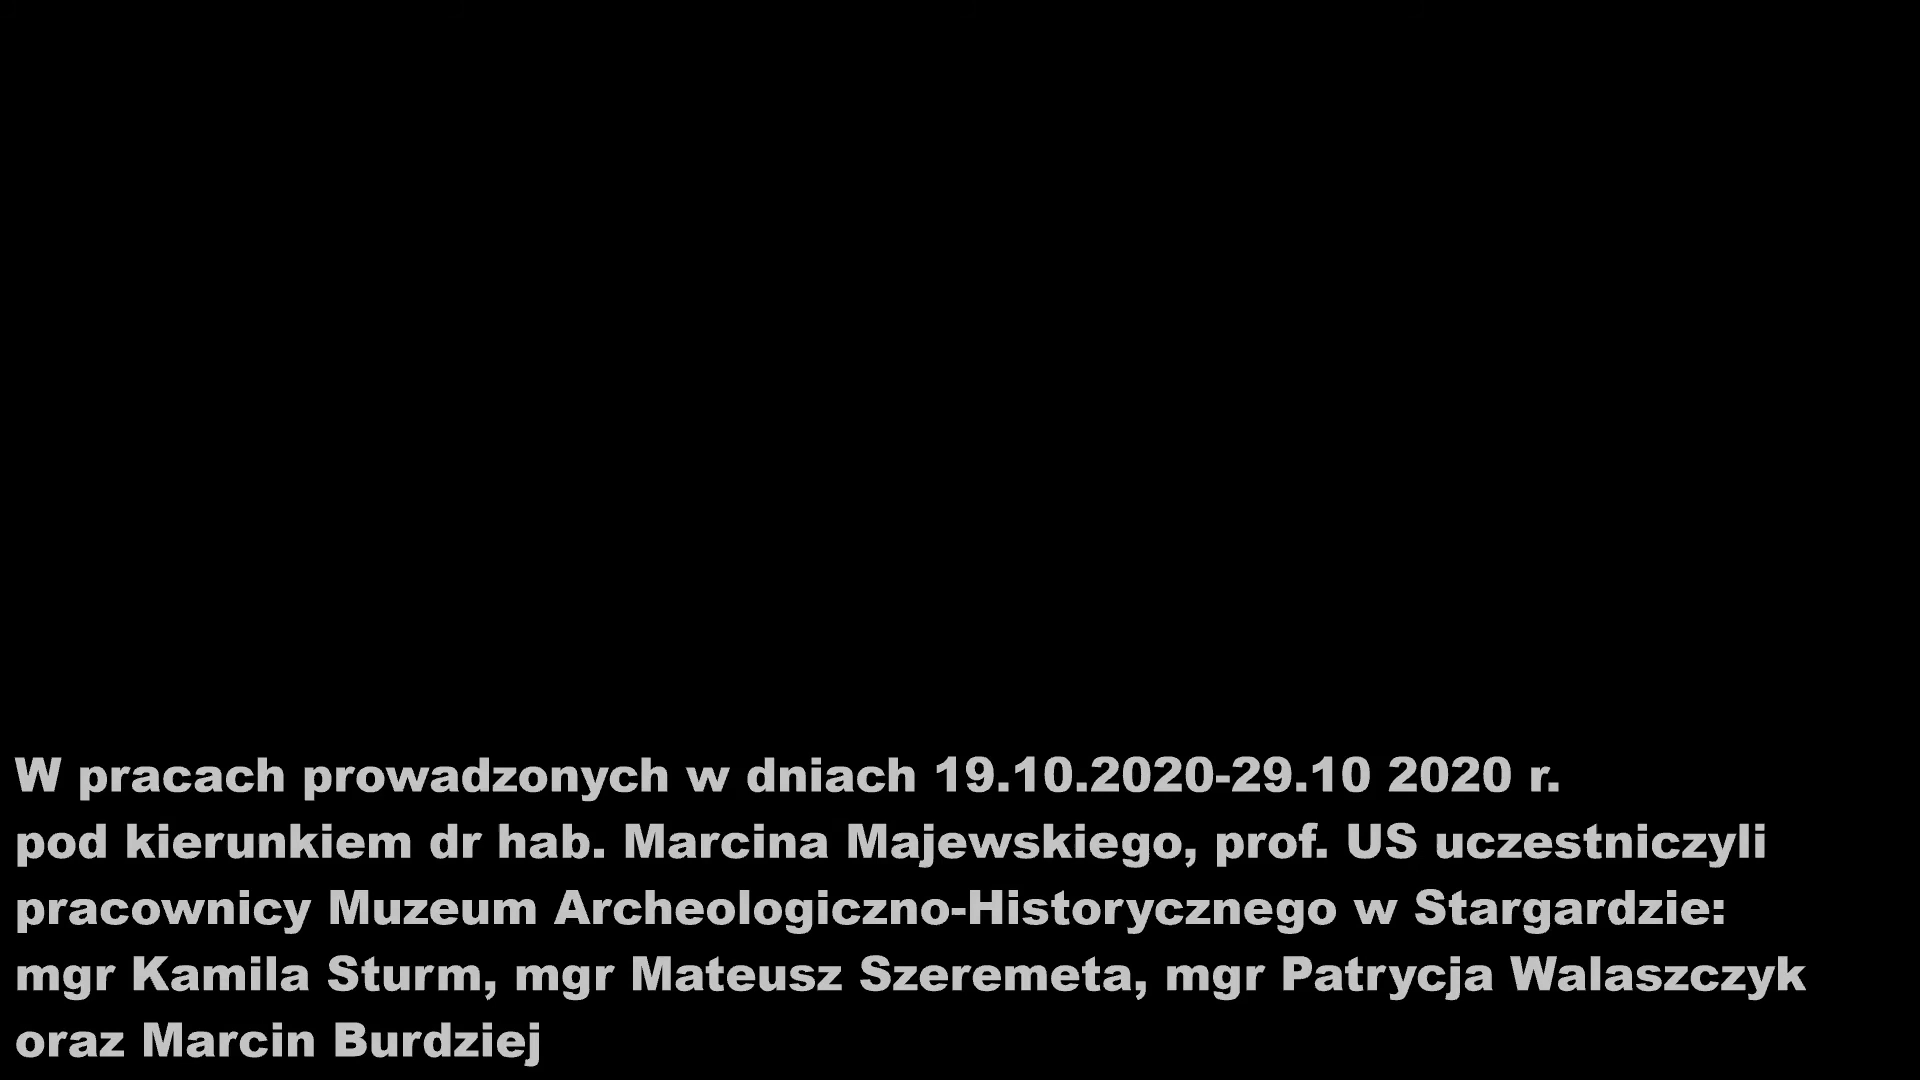 W pracach prowadzonych w dniach 19.10.2020-29.10 2020 r.
pod kierunkiem dr hab. Marcina Majewskiego, prof. US uczestniczyli
pracownicy Muzeum Archeologiczno-Historycznego w Stargardzie:
mgr Kamila Sturm, mgr Mateusz Szeremeta, mgr Patrycja Walaszczyk
oraz Marcin Burdziej